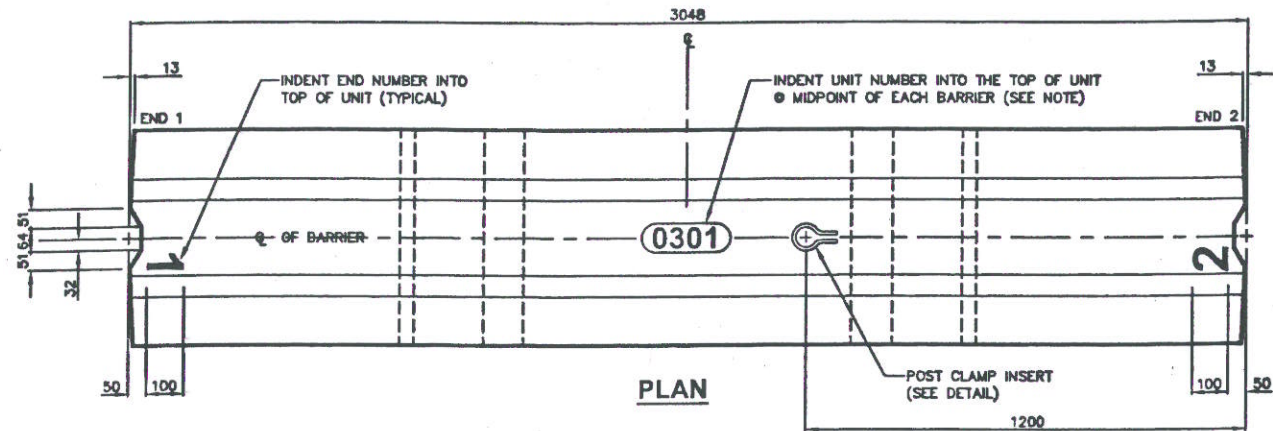 3048
℄
13
INDENT END NUMBER INTO
TOP OF UNIT (TYPICAL)
INDENT UNIT NUMBER INTO THE TOP OF UNIT
@ MIDPOINT OF EACH BARRIER (SEE NOTE)
13
END 1
END 2
51
64
51
32
℄ OF BARRIER
0301
1
2
50
100
PLAN
POST CLAMP INSERT
(SEE DETAIL)
100
50
1200